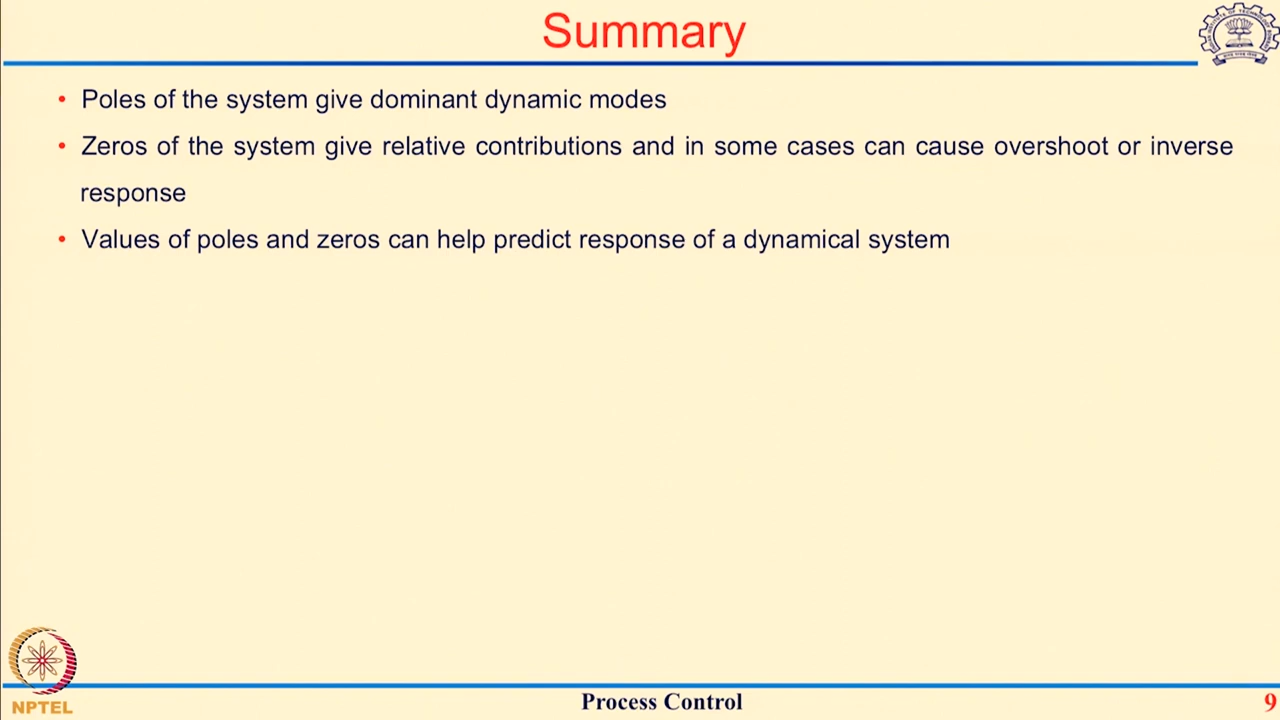 Summary
• Poles of the system give dominant dynamic modes
• Zeros of the system give relative contributions and in some cases can cause overshoot or inverse
response
• Values of poles and zeros can help predict response of a dynamical system
NPTEL
Process Control
9